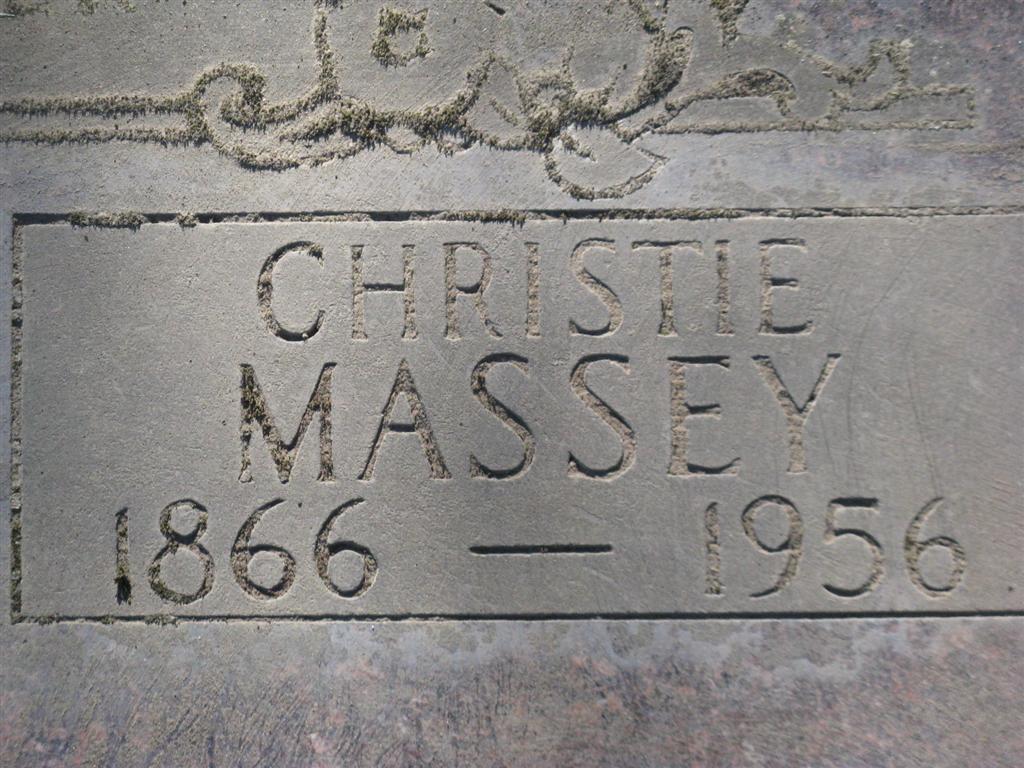 CHRISTIE
MASSEY
1866 — 1956